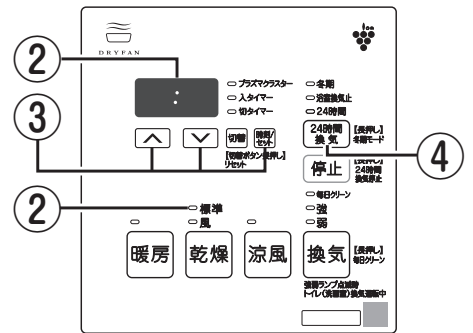 ②
DRYFAN
:
プラズマクラスター
冬期
入タイマー
浴室換気止
切タイマー
24時間
③
切替
時刻/セット
24時間換気
【長押し】冬期モード
④
【切替ボタン長押し】
リセット
停止
【長押し】24時間換気停止
②
標準
風
毎日クリーン
強
弱
暖房
乾燥
涼風
換気
【長押し】毎日クリーン
強弱ランプ点滅時
トイレ(洗面室)換気運転中